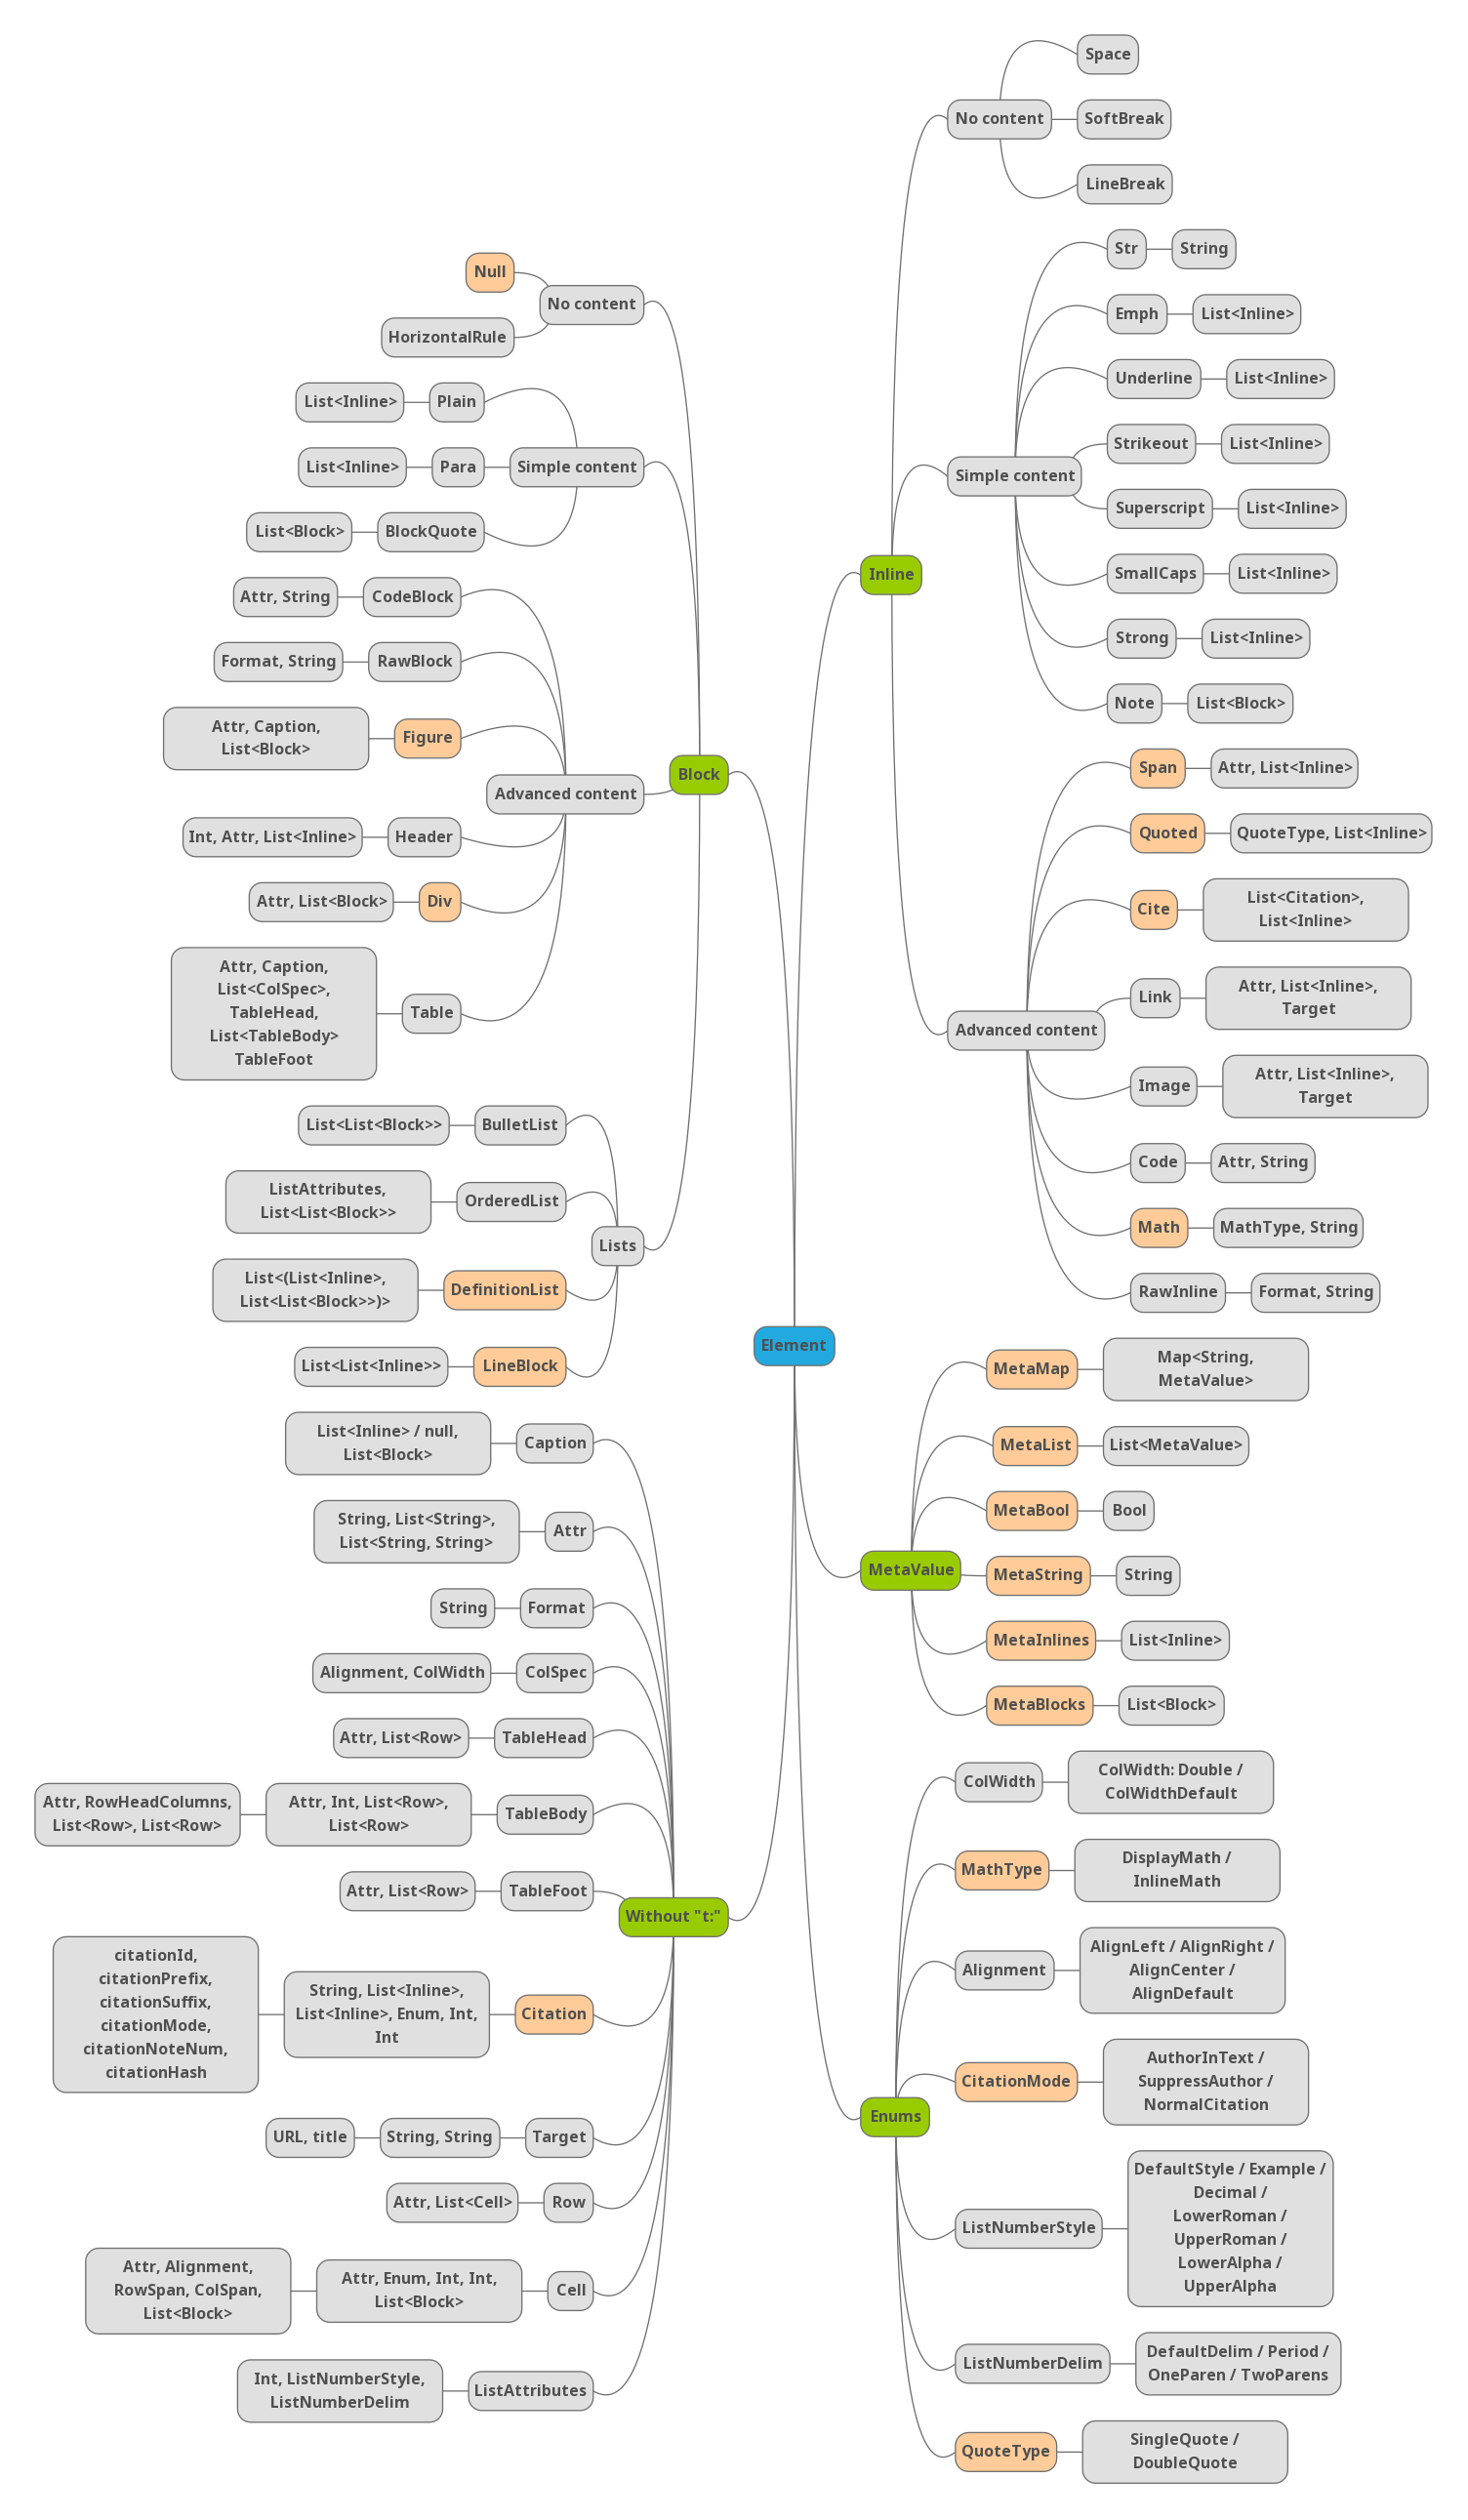 Element
Inline
No content
Space
SoftBreak
LineBreak
Simple content
Str
String
Emph
List<Inline>
Underline
List<Inline>
Strikeout
List<Inline>
Superscript
List<Inline>
SmallCaps
List<Inline>
Strong
List<Inline>
Note
List<Block>
Advanced content
Span
Attr, List<Inline>
Quoted
QuoteType, List<Inline>
Cite
List<Citation>,
List<Inline>
Link
Attr, List<Inline>,
Target
Image
Attr, List<Inline>,
Target
Code
Attr, String
Math
MathType, String
RawInline
Format, String
MetaValue
MetaMap
Map<String,
MetaValue>
MetaList
List<MetaValue>
MetaBool
Bool
MetaString
String
MetaInlines
List<Inline>
MetaBlocks
List<Block>
Enums
ColWidth
ColWidth: Double /
ColWidthDefault
MathType
DisplayMath /
InlineMath
Alignment
AlignLeft / AlignRight /
AlignCenter /
AlignDefault
CitationMode
AuthorInText /
SuppressAuthor /
NormalCitation
ListNumberStyle
DefaultStyle / Example /
Decimal /
LowerRoman /
UpperRoman /
LowerAlpha /
UpperAlpha
ListNumberDelim
DefaultDelim / Period /
OneParen / TwoParens
QuoteType
SingleQuote /
DoubleQuote
Block
No content
Null
HorizontalRule
Simple content
Plain
List<Inline>
Para
List<Inline>
BlockQuote
List<Block>
Advanced content
CodeBlock
Attr, String
RawBlock
Format, String
Figure
Attr, Caption,
List<Block>
Header
Int, Attr, List<Inline>
Div
Attr, List<Block>
Table
Attr, Caption,
List<ColSpec>,
TableHead,
List<TableBody>
TableFoot
Lists
BulletList
List<List<Block>>
OrderedList
ListAttributes,
List<List<Block>>
DefinitionList
List<(List<Inline>,
List<List<Block>>)>
LineBlock
List<List<Inline>>
Without "t:"
Caption
List<Inline> / null,
List<Block>
Attr
String, List<String>,
List<String, String>
Format
String
ColSpec
Alignment, ColWidth
TableHead
Attr, List<Row>
TableBody
Attr, Int, List<Row>,
List<Row>
Attr, RowHeadColumns,
List<Row>, List<Row>
TableFoot
Attr, List<Row>
Citation
String, List<Inline>,
List<Inline>, Enum, Int,
Int
citationId,
citationPrefix,
citationSuffix,
citationMode,
citationNoteNum,
citationHash
Target
String, String
URL, title
Row
Attr, List<Cell>
Cell
Attr, Enum, Int, Int,
List<Block>
Attr, Alignment,
RowSpan, ColSpan,
List<Block>
ListAttributes
Int, ListNumberStyle,
ListNumberDelim